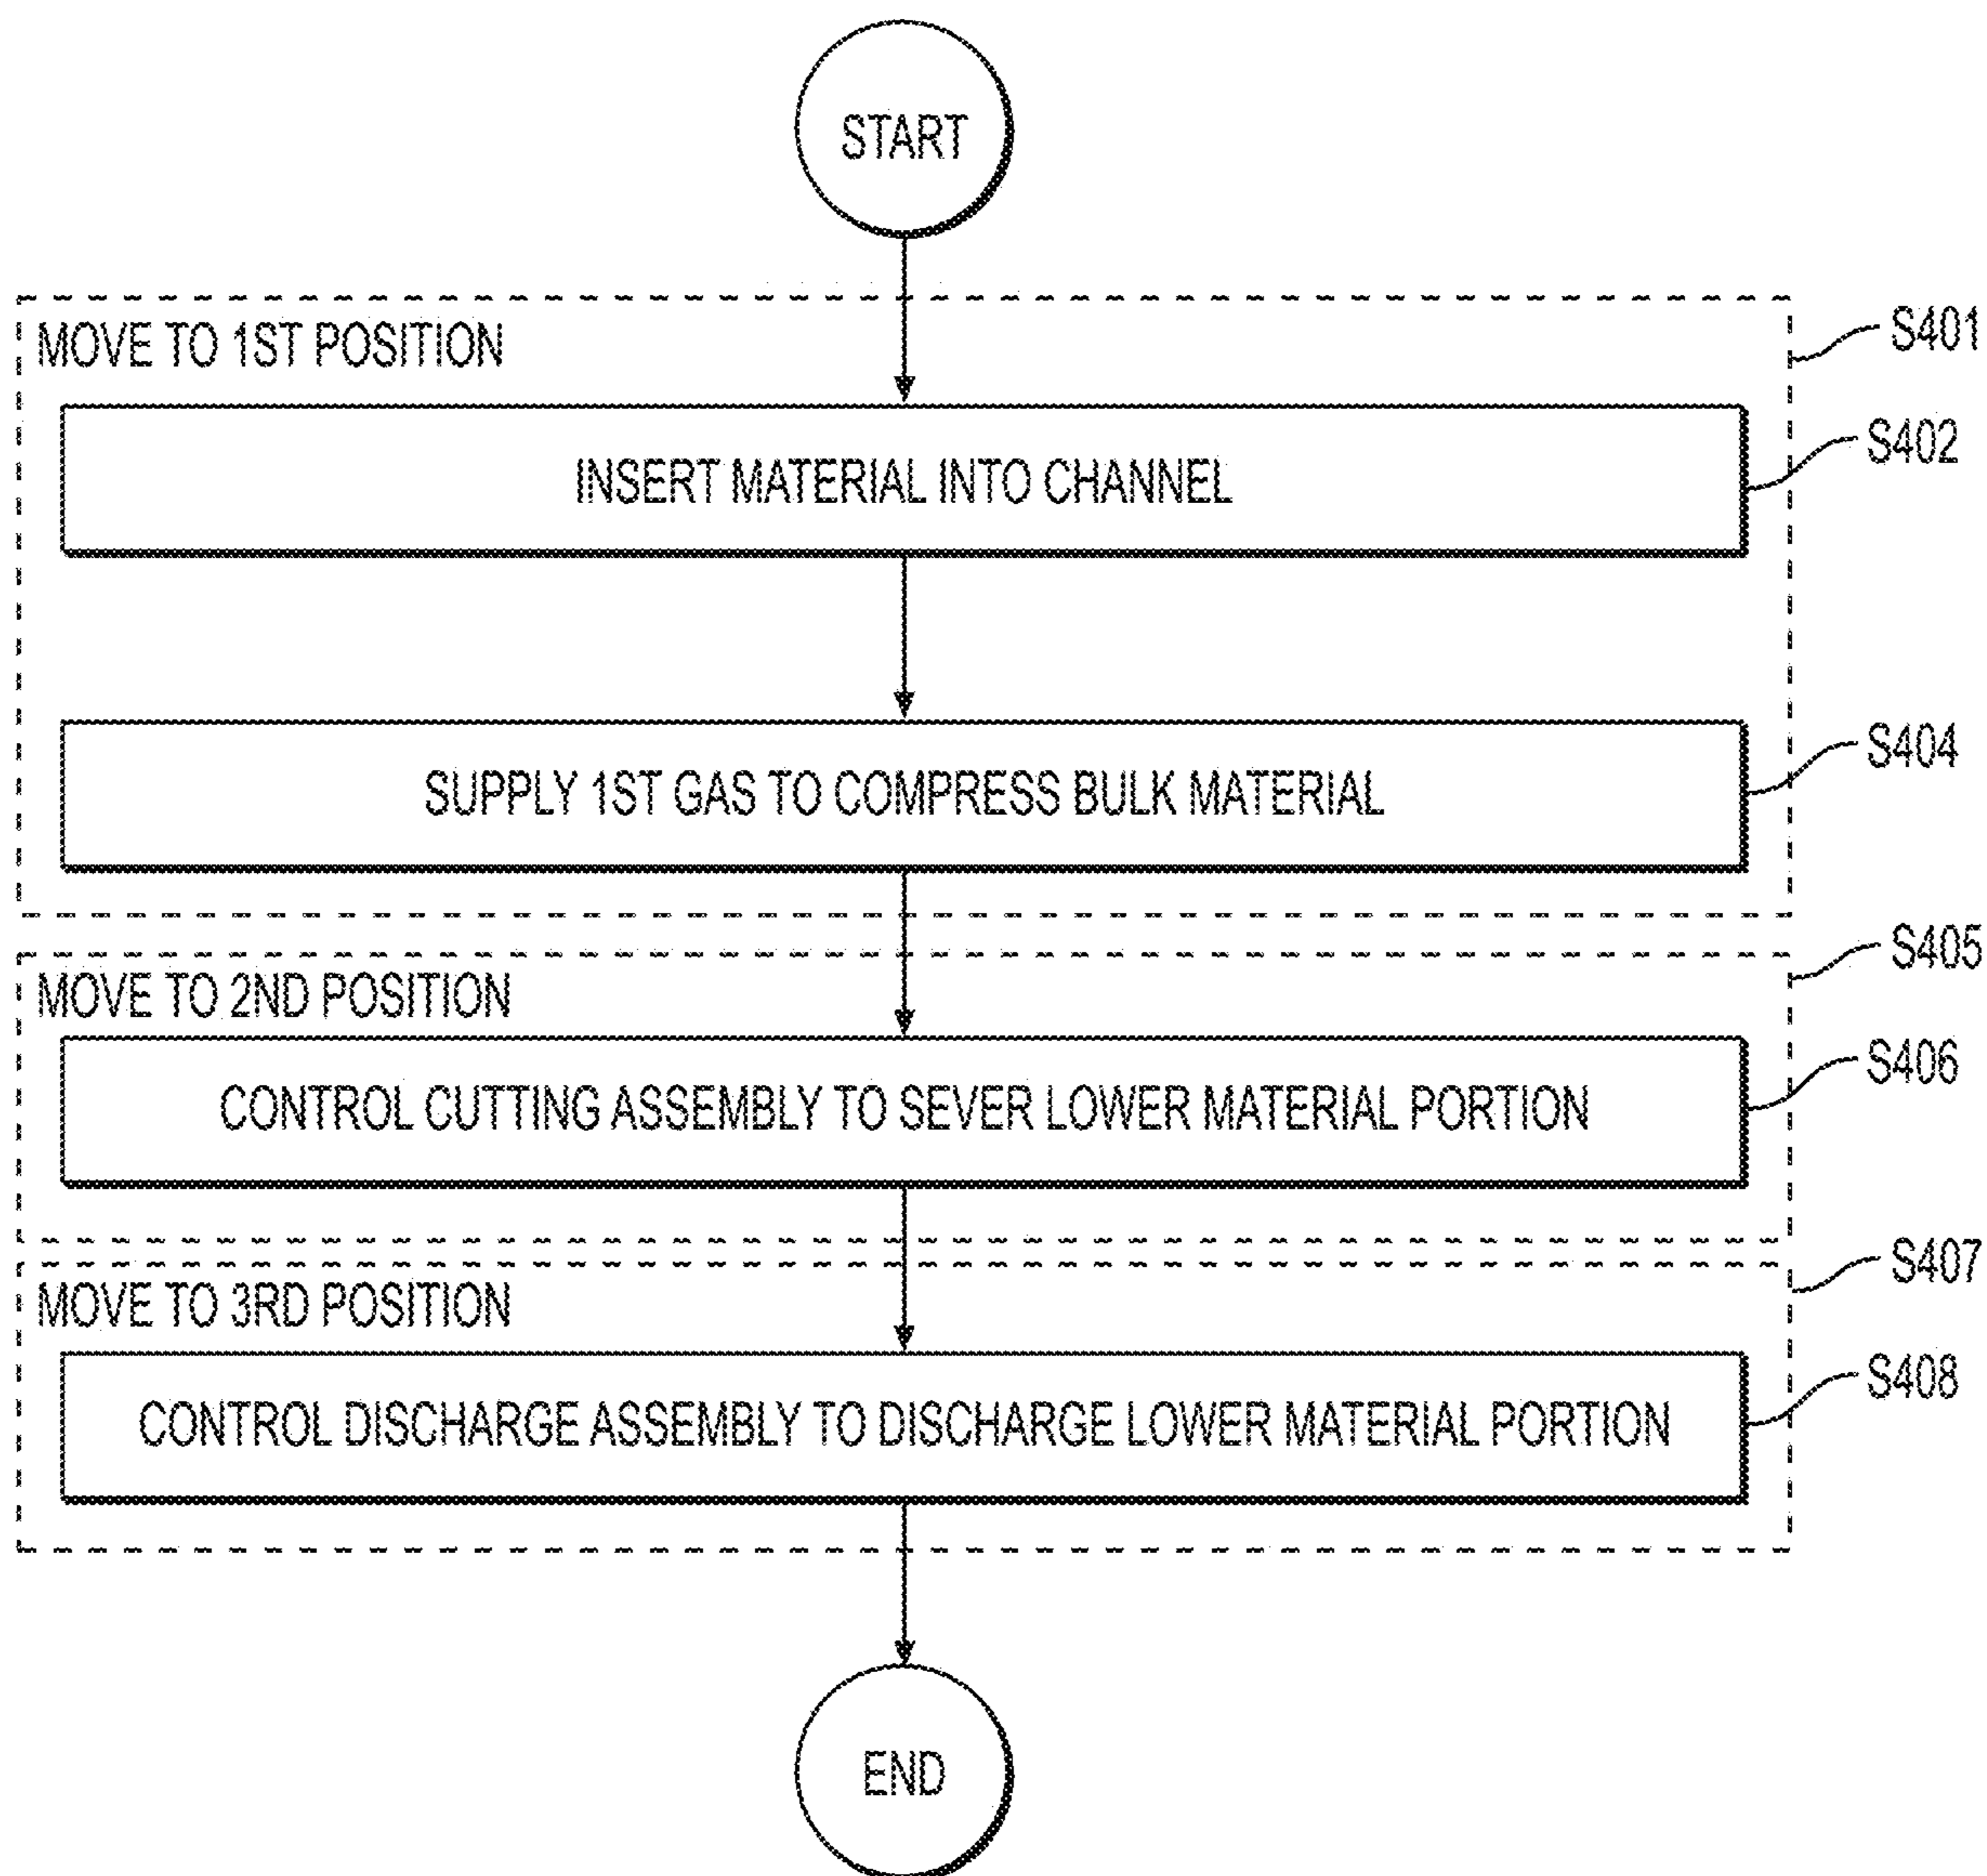 START
MOVE TO 1ST POSITION
S401
INSERT MATERIAL INTO CHANNEL
S402
SUPPLY 1ST GAS TO COMPRESS BULK MATERIAL
S404
MOVE TO 2ND POSITION
S405
CONTROL CUTTING ASSEMBLY TO SEVER LOWER MATERIAL PORTION
S406
MOVE TO 3RD POSITION
S407
CONTROL DISCHARGE ASSEMBLY TO DISCHARGE LOWER MATERIAL PORTION
S408
END